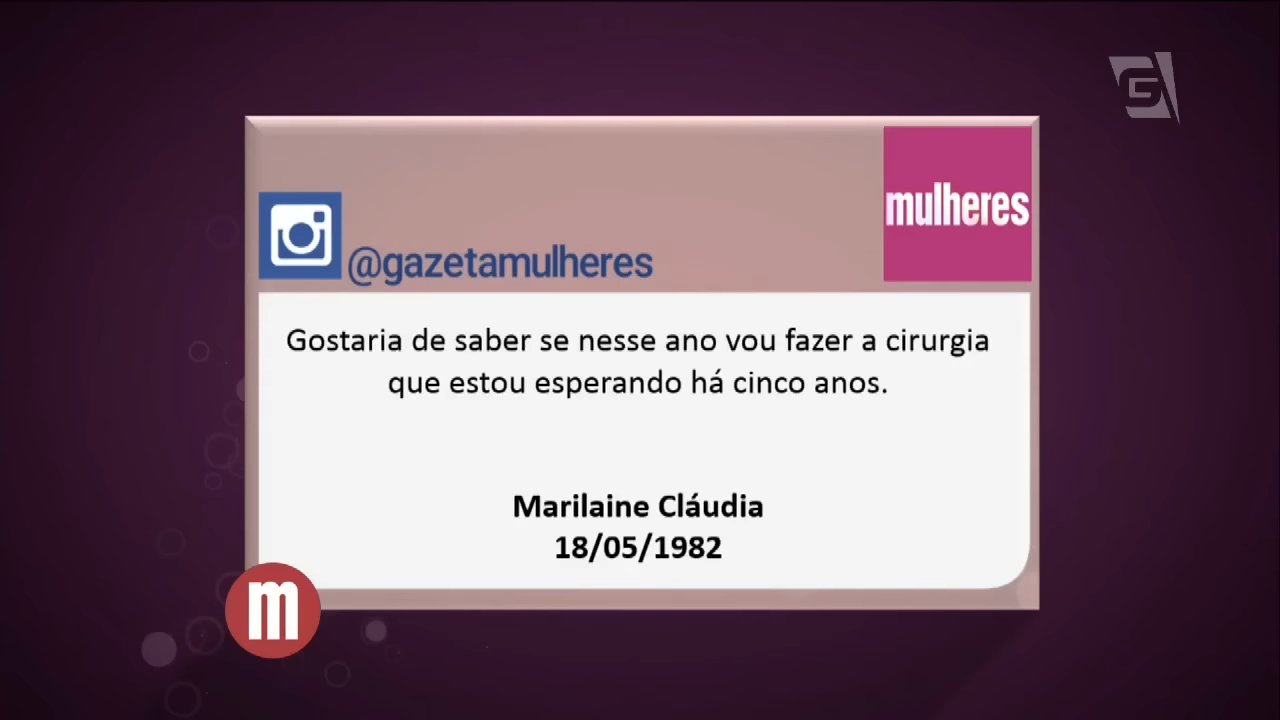 G
mulheres
@gazetamulheres
Gostaria de saber se nesse ano vou fazer a cirurgia
que estou esperando há cinco anos.
Marilaine Cláudia
18/05/1982
m